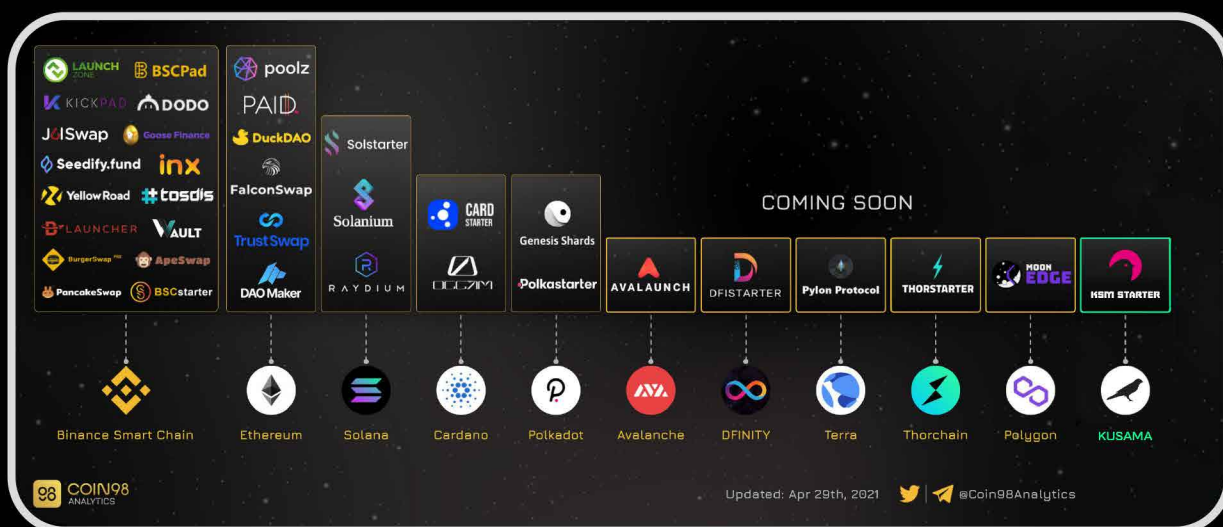 LAUNCH
ZONE
BSCPad
KICKPAD
DODO
JulSwap
Goose Finance
Seedify.fund
inx
YellowRoad
tosdis
BLAUNCHER
VAULT
BurgerSwap
ApeSwap
PancakeSwap
BSCstarter
poolz
PAID
DuckDAO
FalconSwap
TrustSwap
DAO Maker
Solstarter
Solanium
RAYDIUM
CARD
STARTER
Genesis Shards
Polkastarter
COMING SOON
AVALAUNCH
DFISTARTER
Pylon Protocol
THORSTARTER
MOON
EDGE
KSM STARTER
Binance Smart Chain
Ethereum
Solana
Cardano
Polkadot
Avalanche
DFINITY
Terra
Thorchain
Polygon
KUSAMA
98
COIN98
ANALYTICS
Updated: Apr 29th, 2021
@Coin98Analytics